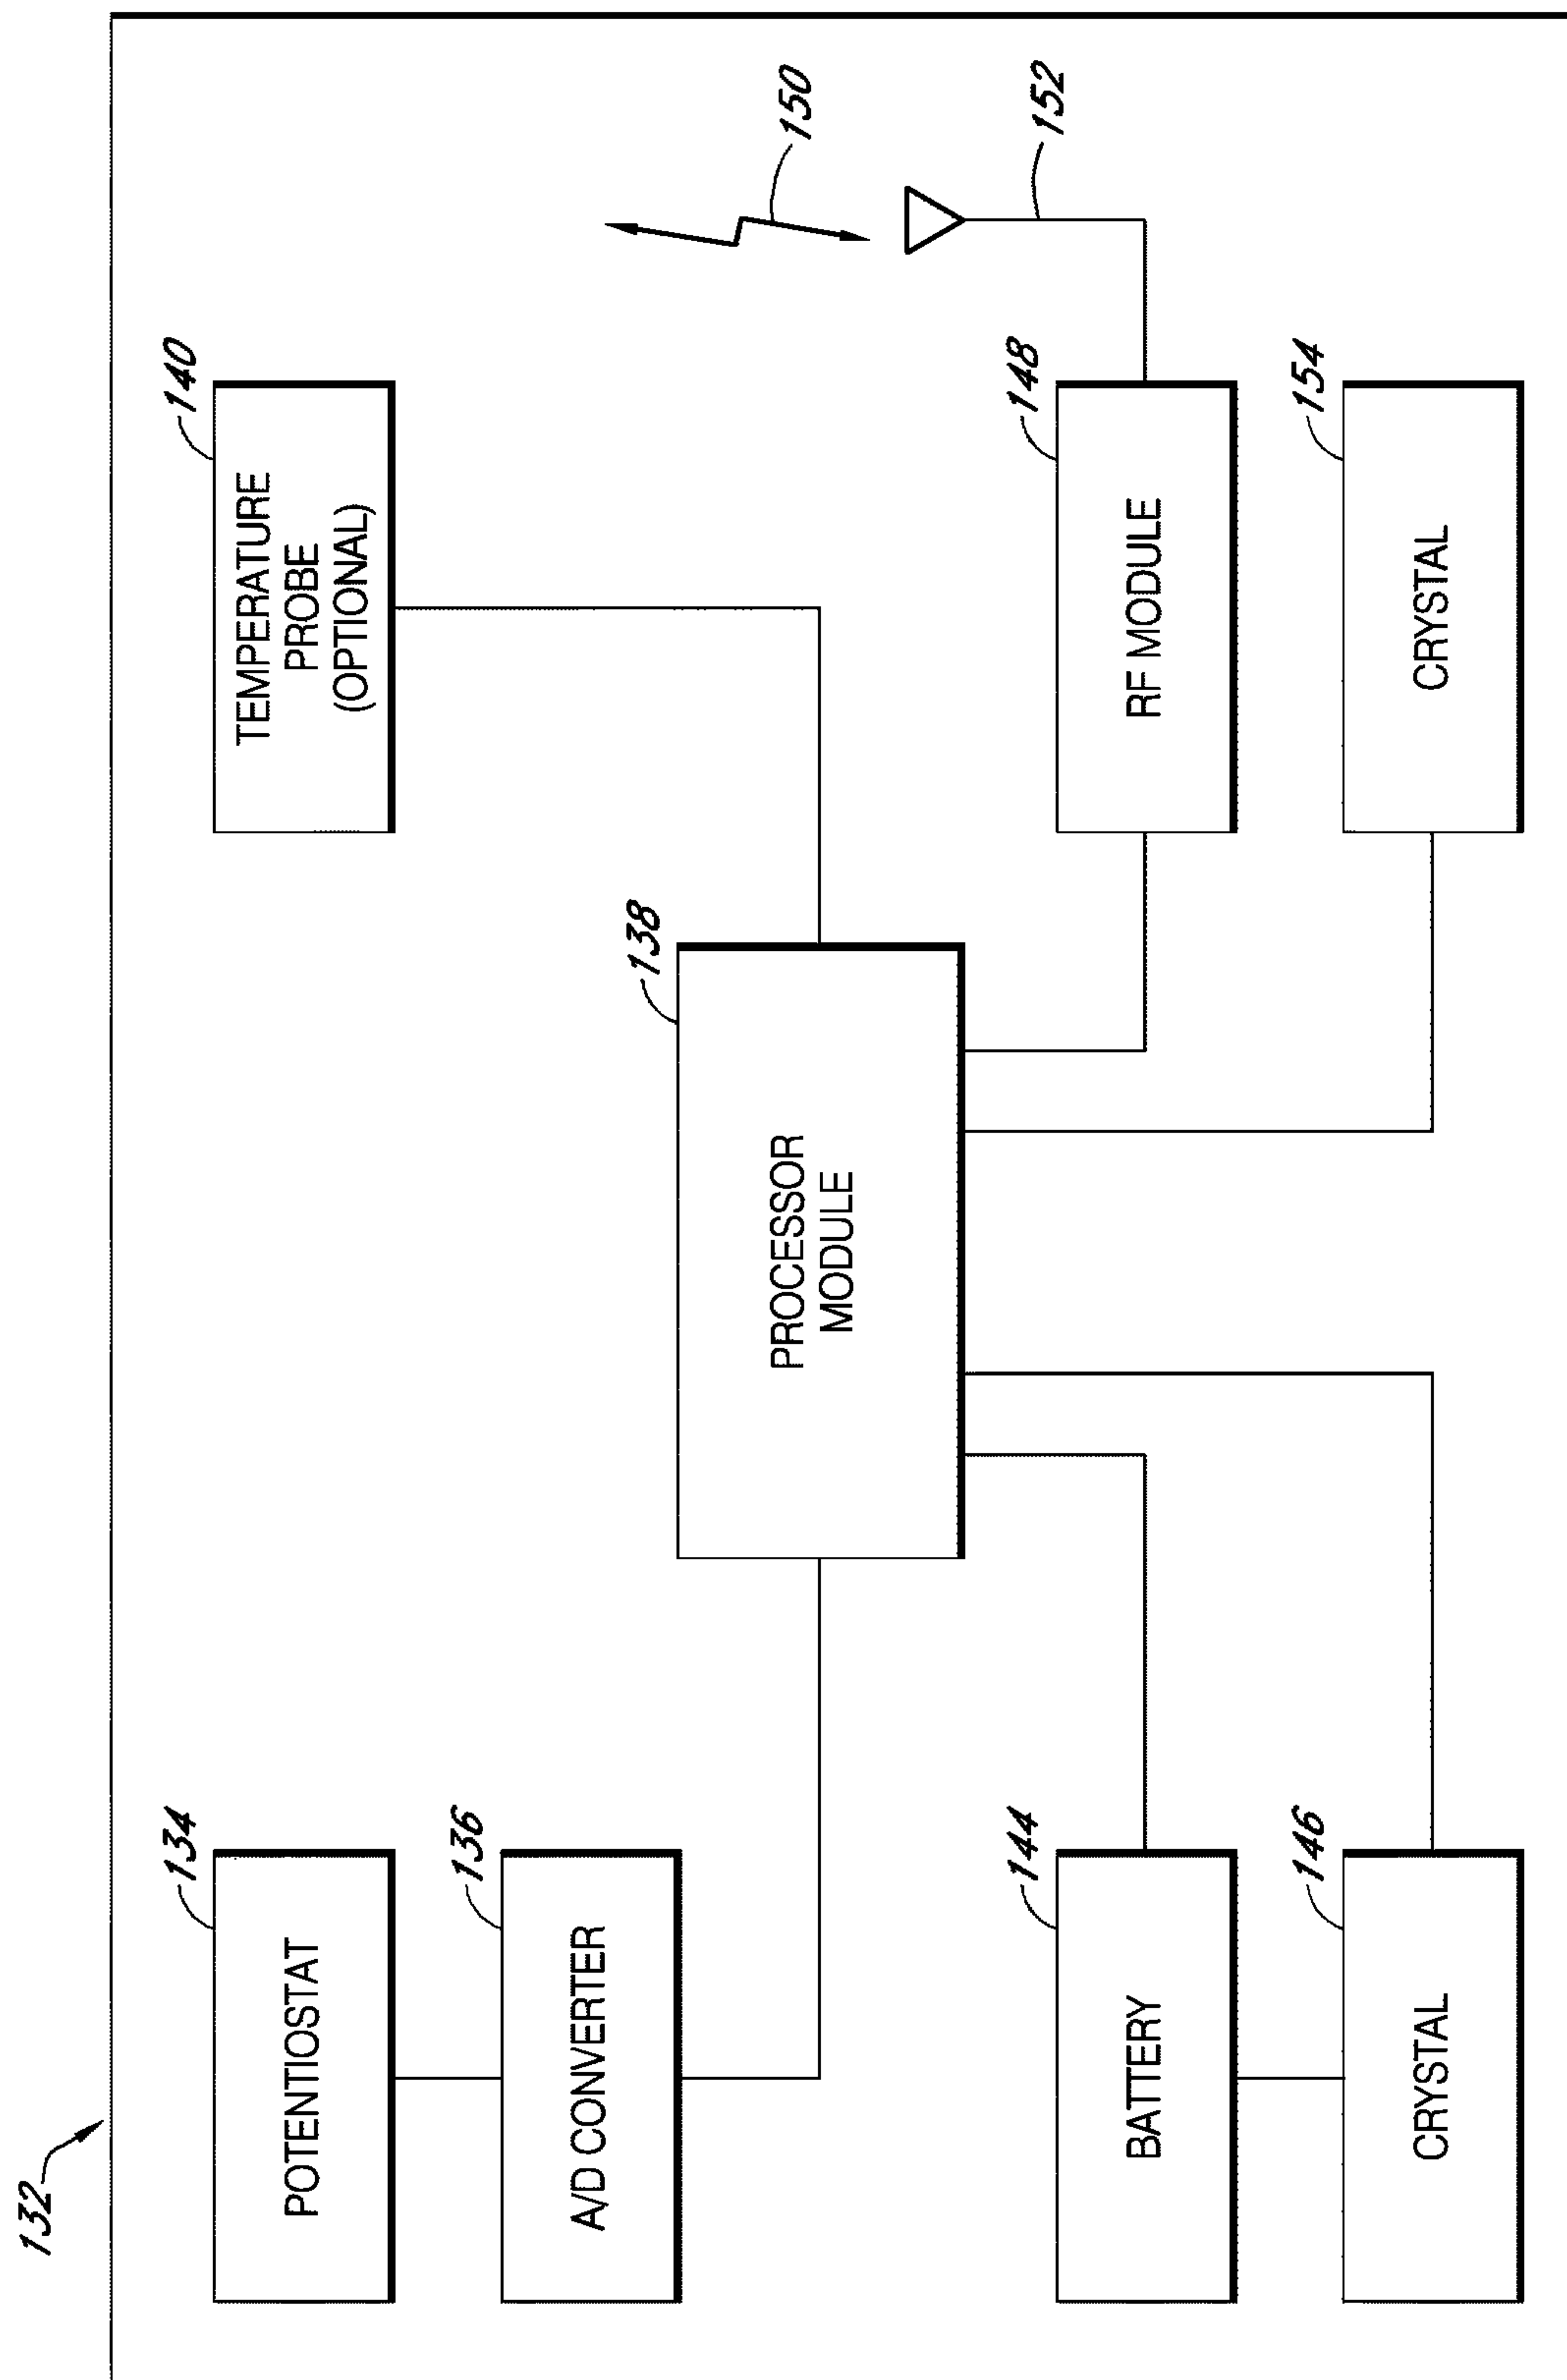 132
134
POTENTIOSTAT
136
A/D CONVERTER
140
TEMPERATURE
PROBE
(OPTIONAL)
138
PROCESSOR
MODULE
150
152
144
BATTERY
146
CRYSTAL
148
RF MODULE
154
CRYSTAL